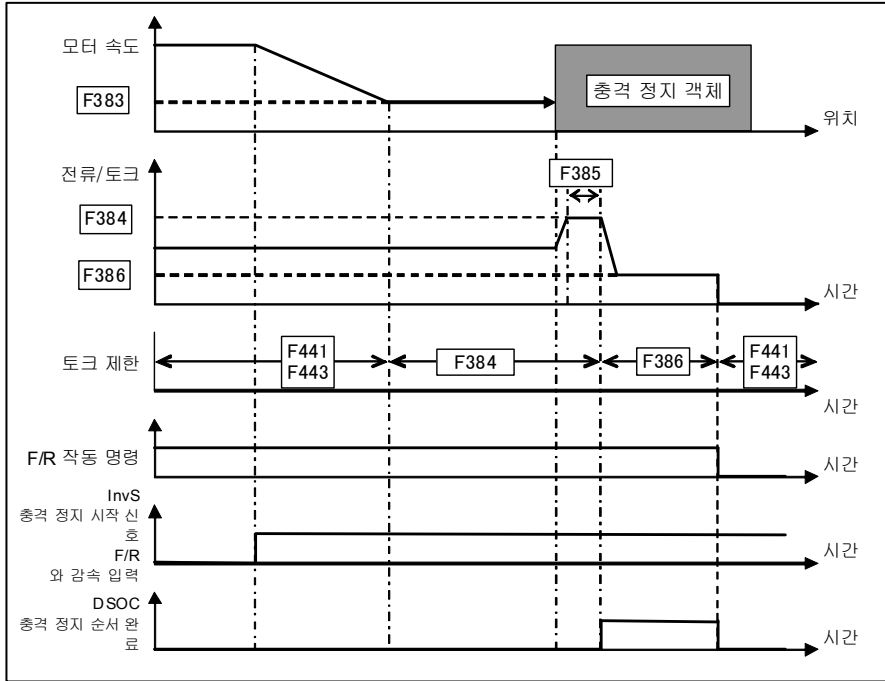 모터 속도
F383
충격 정지 객체
위치
전류/토크
F385
F384
F386
시간
토크 제한
F441
F443
F384
F386
F441
F443
시간
F/R 작동 명령
시간
InvS
충격 정지 시작 신
호
F/R
와 감속 입력
시간
DSOC
충격 정지 순서 완
료
시간